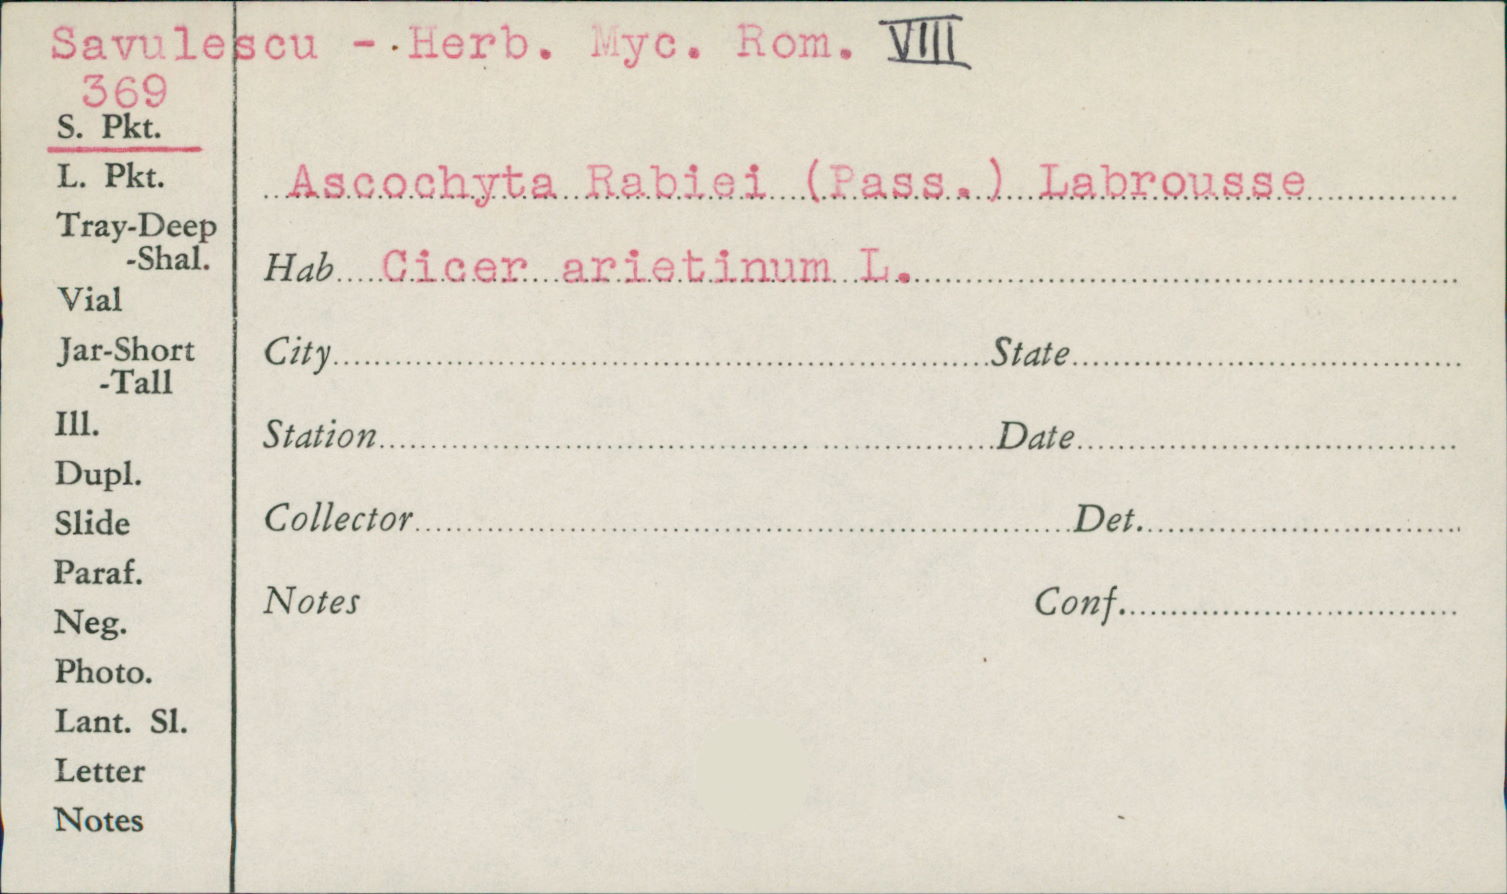 Savulescu - Herb. Myc. Rom. VIII
369
S. Pkt.
L. Pkt.
Ascochyta Rabiei (Pass.) Labrousse
Tray-Deep
-Shal.
Hab Cicer arietinum L.
Vial
Jar-Short
-Tall
City State
Ill.
Station Date
Dupl.
Slide
Collector Det.
Paraf.
Notes Conf.
Neg.
Photo.
Lant. Sl.
Letter
Notes